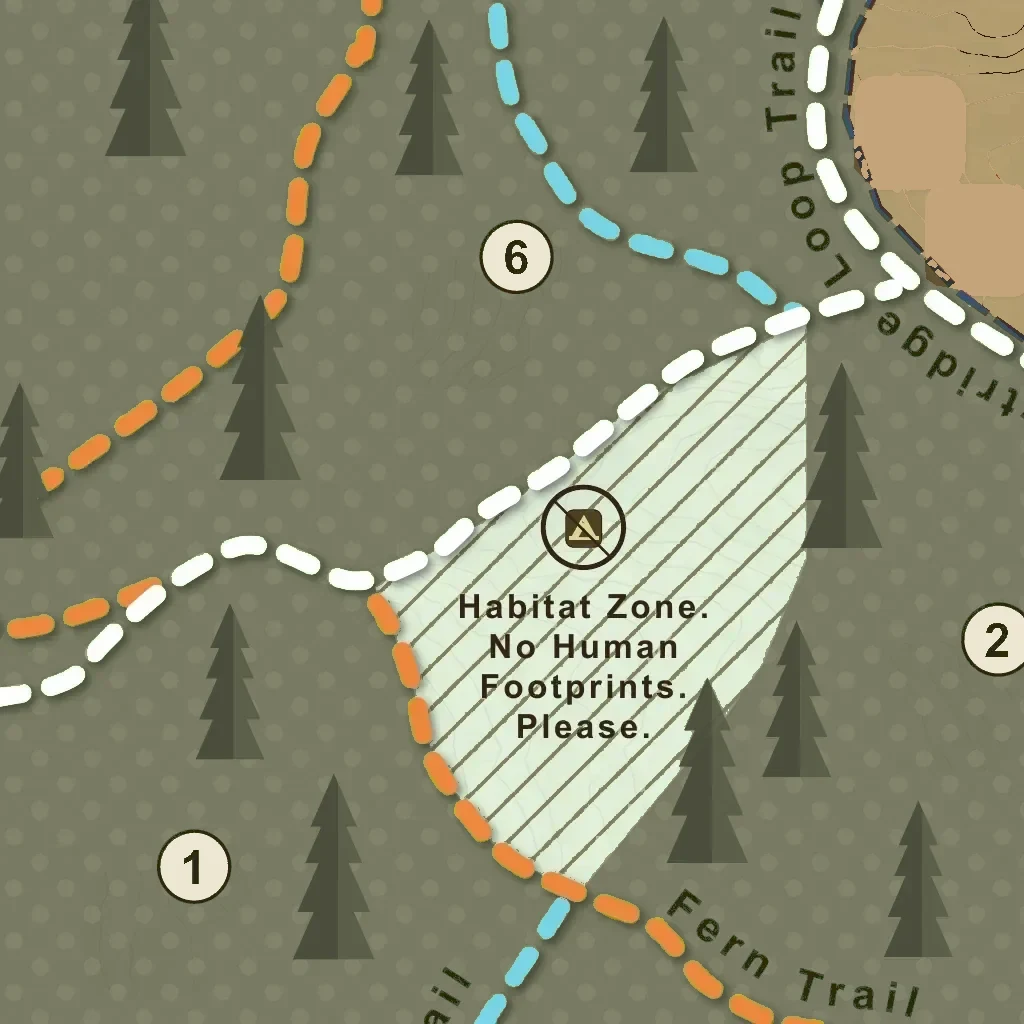 Loop Trail
6
Habitat Zone.
No Human
Footprints.
Please.
2
1
Fern Trail